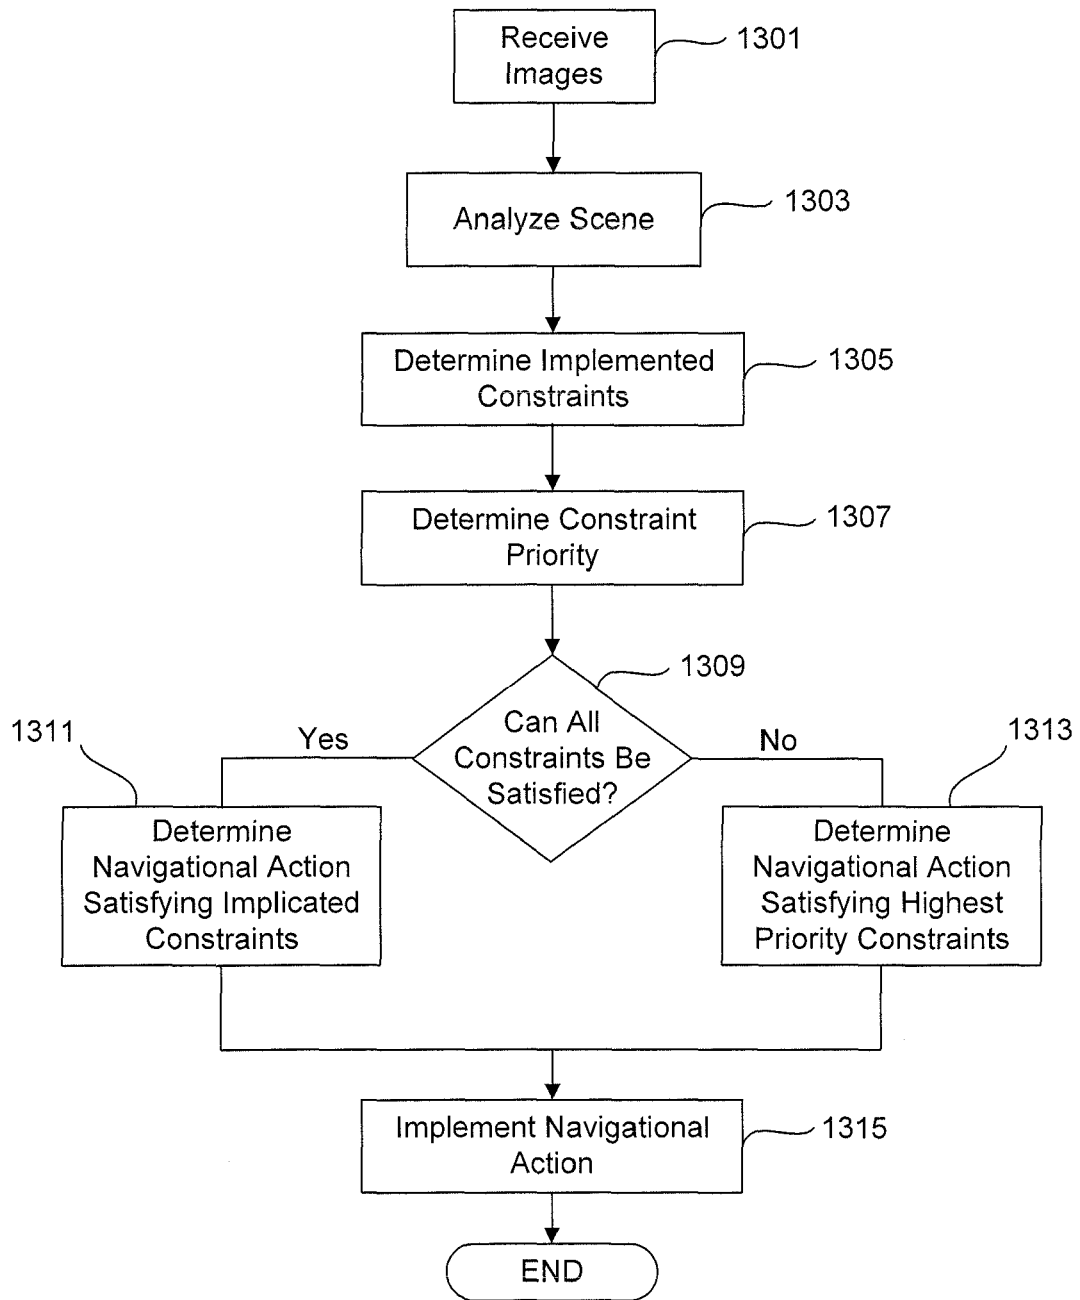 Receive
Images
1301
Analyze Scene
1303
Determine Implemented
Constraints
1305
Determine Constraint
Priority
1307
Can All
Constraints Be
Satisfied?
1309
Yes
No
1311
Determine
Navigational Action
Satisfying Implicated
Constraints
1313
Determine
Navigational Action
Satisfying Highest
Priority Constraints
Implement Navigational
Action
1315
END